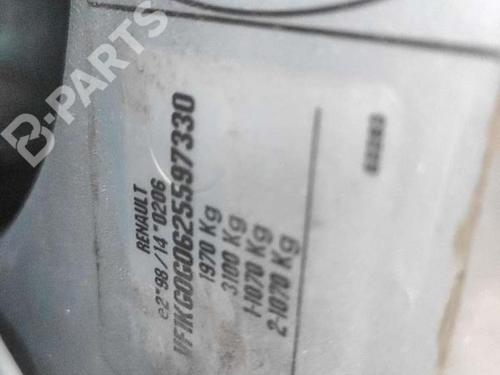 B-PARTS
RENAULT
e2*98/14*0206
VF1KG0G0625597330
1970 Kg
3100 Kg
1-1070 Kg
2-1070 Kg